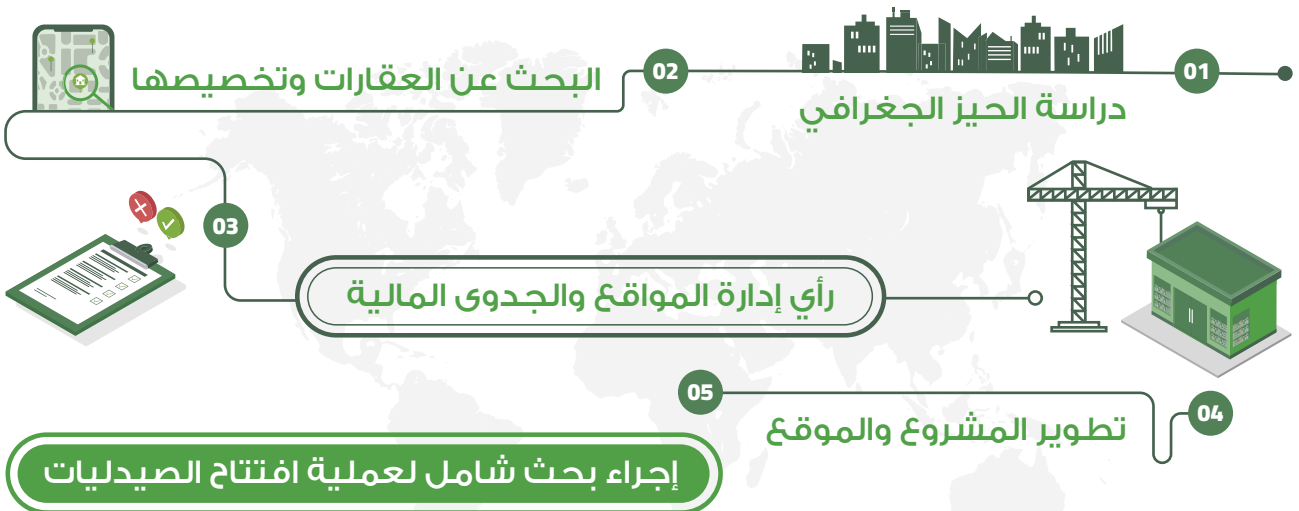 01
دراسة الحيز الجغرافي
02
البحث عن العقارات وتخصيصها
03
رأي إدارة المواقع والجدوى المالية
04
تطوير المشروع والموقع
05
إجراء بحث شامل لعملية افتتاح الصيدليات